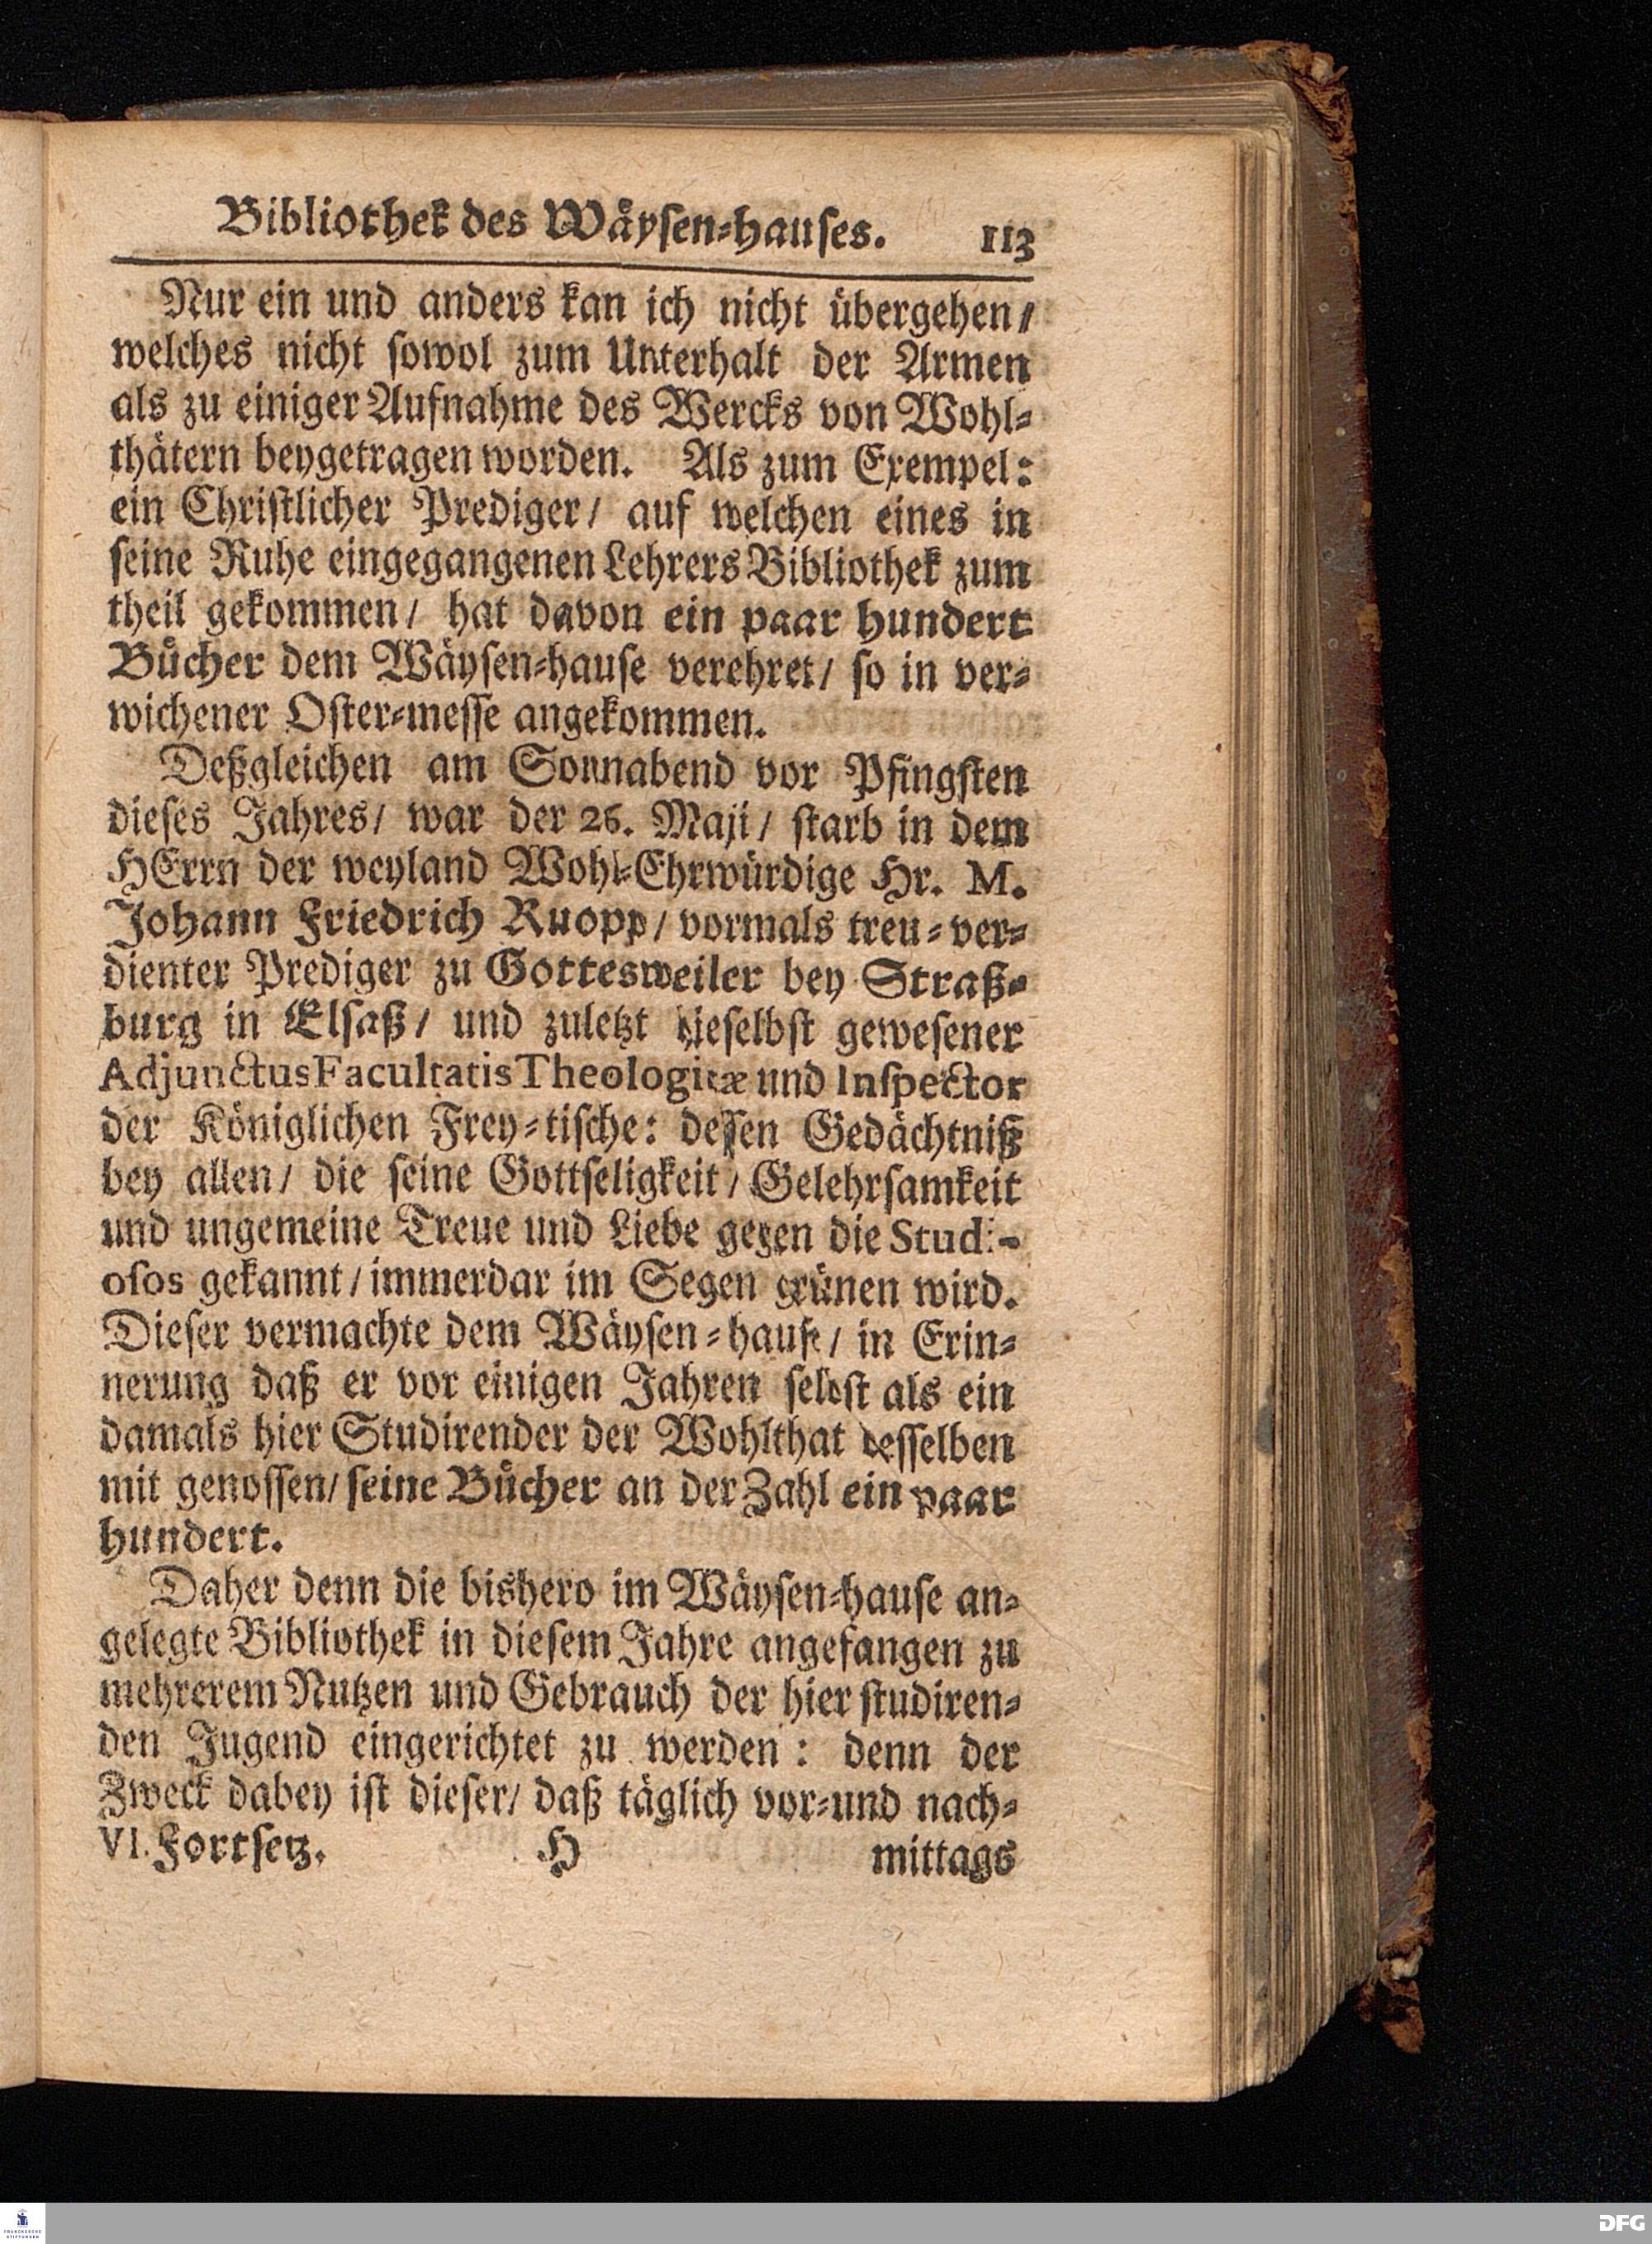 Bibliothek des Wäysen-hauses. 113
Nur ein und anders kan ich nicht übergehen/
welches nicht sowol zum Unterhalt der Armen
als zu einiger Aufnahme des Wercks von Wohl-
thätern beygetragen worden. Als zum Exempel:
ein Christlicher Prediger/ auf welchen eines in
seine Ruhe eingegangenen Lehrers Bibliothek zum
theil gekommen/ hat davon ein paar hundert
Bücher dem Wäysen-hause verehret/ so in ver-
wichener Oster-messe angekommen.
Deßgleichen am Sonnabend vor Pfingsten
dieses Jahres/ war der 26. Maji/ starb in dem
HErrn der weyland Wohl-Ehrwürdige Hr. M.
Johann Friedrich Ruopp/ vormals treu-ver-
dienter Prediger zu Gottesweiler bey Straß-
burg in Elsaß/ und zuletzt hieselbst gewesener
Adjunctus Facultatis Theologicæ und Inspector
der Königlichen Frey-tische: dessen Gedächtniß
bey allen/ die seine Gottseligkeit/ Gelehrsamkeit
und ungemeine Treue und Liebe gegen die Studi-
osos gekannt/ immerdar im Segen grünen wird.
Dieser vermachte dem Wäysen-hause/ in Erin-
nerung daß er vor einigen Jahren selbst als ein
damals hier Studirender der Wohlthat desselben
mit genossen/ seine Bücher an der Zahl ein paar
hundert.
Daher denn die bishero im Wäysen-hause an-
gelegte Bibliothek in diesem Jahre angefangen zu
mehrerem Nutzen und Gebrauch der hier studiren-
den Jugend eingerichtet zu werden: denn der
Zweck dabey ist dieser/ daß täglich vor-und nach-
VI. Fortsetz. H mittags
FRANCKESCHE
STIFTUNGEN
DFG